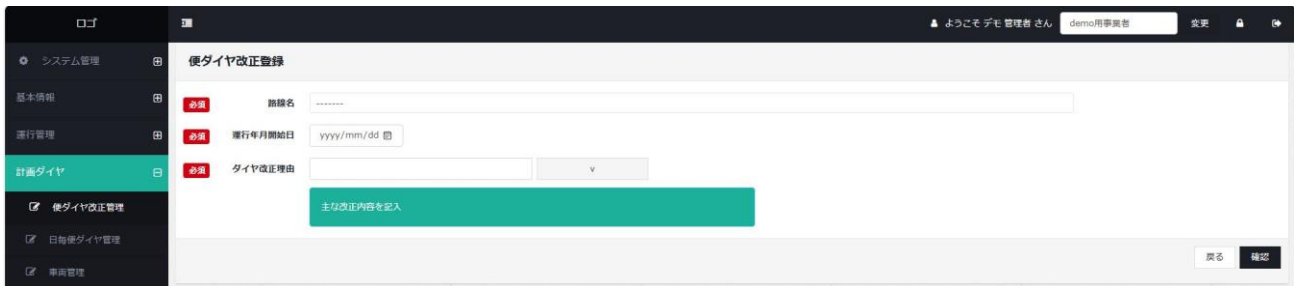 ロゴ
ようこそ デモ 管理者 さん
demo用事業者
変更
システム管理
基本情報
運行管理
計画ダイヤ
便ダイヤ改正管理
日毎便ダイヤ管理
車両管理
便ダイヤ改正登録
必須 路線名 -------
必須 運行年月開始日 yyyy/mm/dd
必須 ダイヤ改正理由 v
主な改正内容を記入
戻る 確認